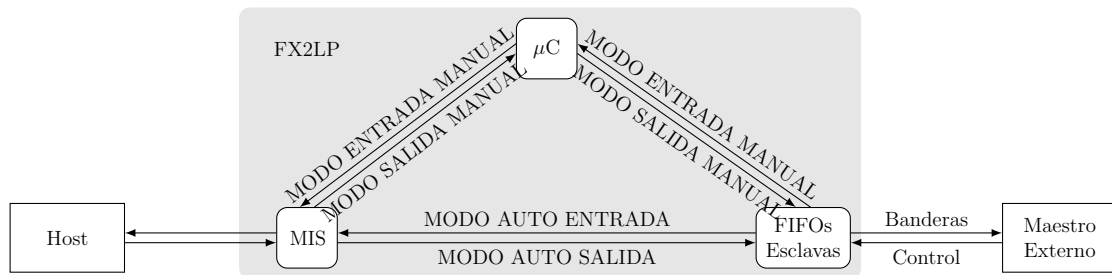 FX2LP
μC
MODO ENTRADA MANUAL
MODO SALIDA MANUAL
MODO ENTRADA MANUAL
MODO SALIDA MANUAL
Host
MIS
MODO AUTO ENTRADA
MODO AUTO SALIDA
FIFOs
Esclavas
Banderas
Control
Maestro
Externo